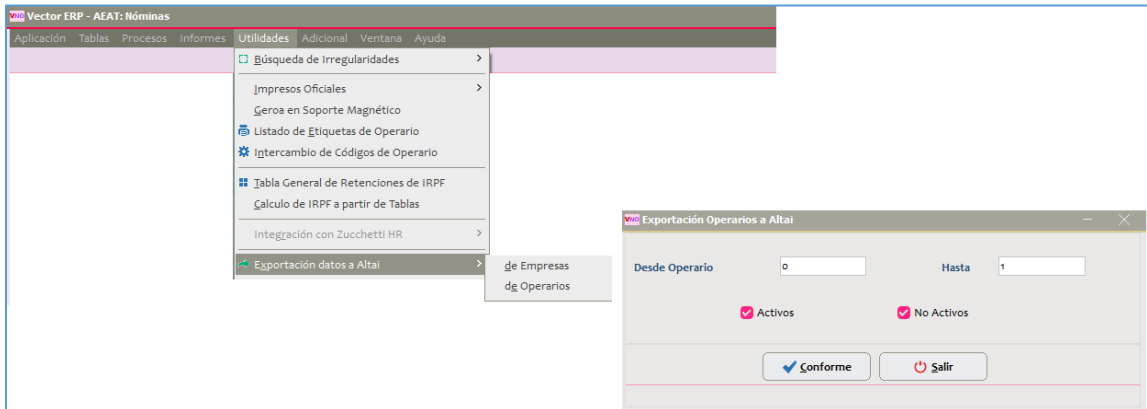 VNO Vector ERP - AEAT: Nóminas
Aplicación Tablas Procesos Informes Utilidades Adicional Ventana Ayuda
Búsqueda de Irregularidades
Impresos Oficiales
Geroa en Soporte Magnético
Listado de Etiquetas de Operario
Intercambio de Códigos de Operario
Tabla General de Retenciones de IRPF
Calculo de IRPF a partir de Tablas
Integración con Zucchetti HR
Exportación datos a Altai
de Empresas
de Operarios
VNO Exportación Operarios a Altai
Desde Operario 0 Hasta 1
Activos No Activos
Conforme Salir